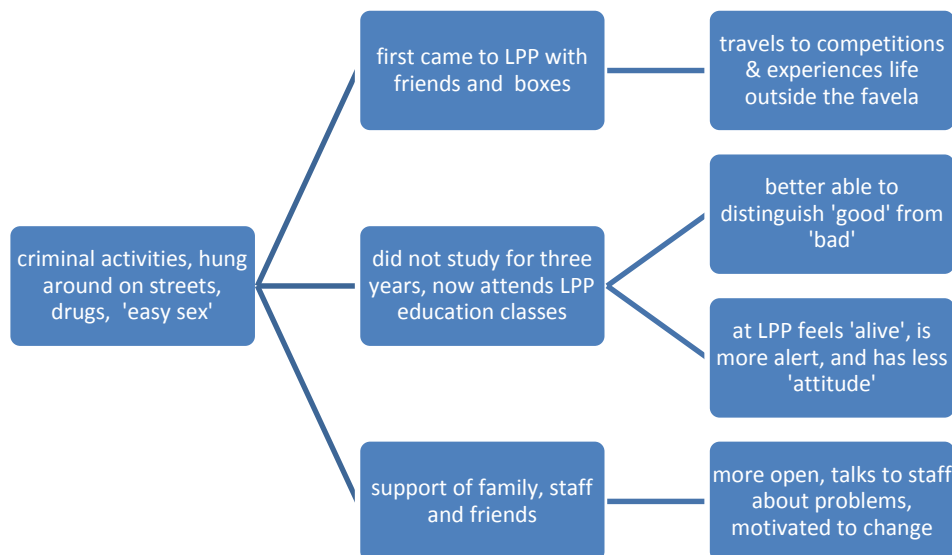 first came to LPP with
friends and boxes
travels to competitions
& experiences life
outside the favela
criminal activities, hung
around on streets,
drugs, 'easy sex'
did not study for three
years, now attends LPP
education classes
better able to
distinguish 'good' from
'bad'
at LPP feels 'alive', is
more alert, and has less
'attitude'
support of family, staff
and friends
more open, talks to staff
about problems,
motivated to change